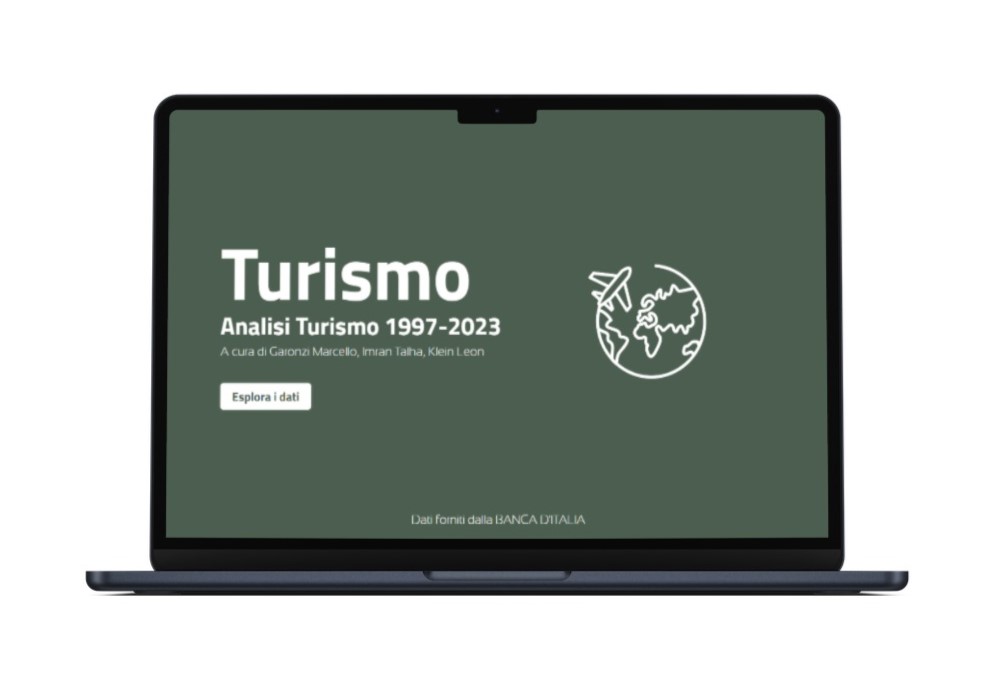 Turismo
Analisi Turismo 1997-2023
A cura di Garonzi Marcello, Imran Talha, Klein Leon
Esplora i dati
Dati forniti dalla BANCA D'ITALIA